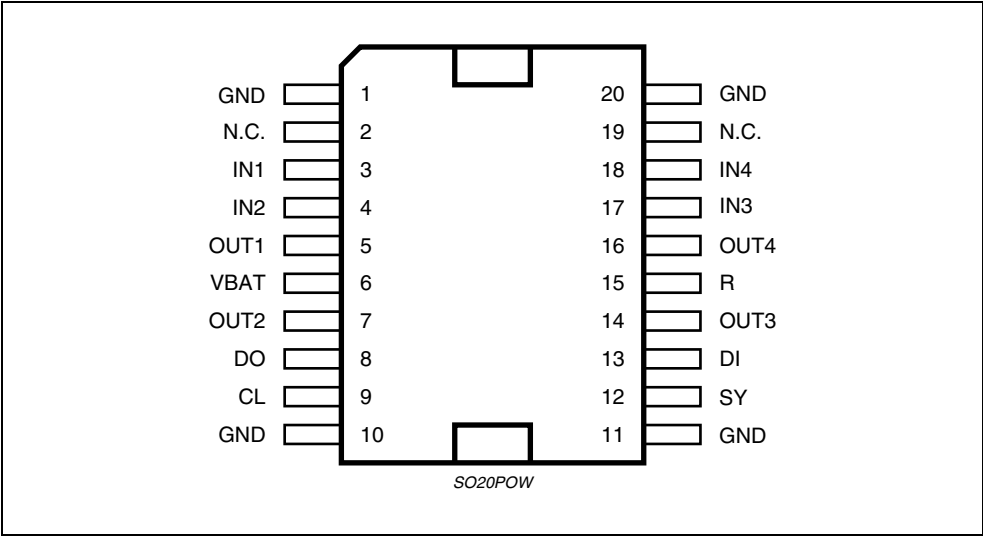 GND 1 20 GND
N.C. 2 19 N.C.
IN1 3 18 IN4
IN2 4 17 IN3
OUT1 5 16 OUT4
VBAT 6 15 R
OUT2 7 14 OUT3
DO 8 13 DI
CL 9 12 SY
GND 10 11 GND
SO20POW